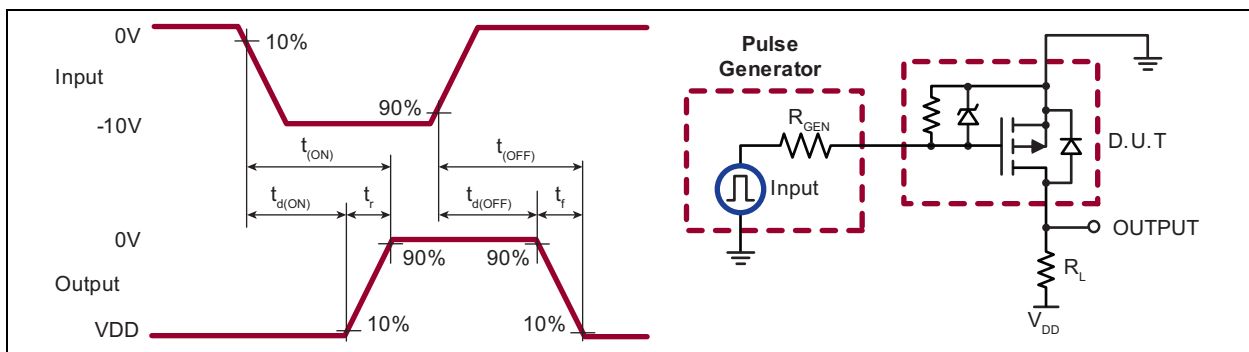 0V
10%
Input
90%
-10V
t(ON)
t(OFF)
td(ON)
tr
td(OFF)
tf
0V
90%
90%
Output
10%
10%
VDD
Pulse
Generator
RGEN
Input
D.U.T
OUTPUT
RL
VDD